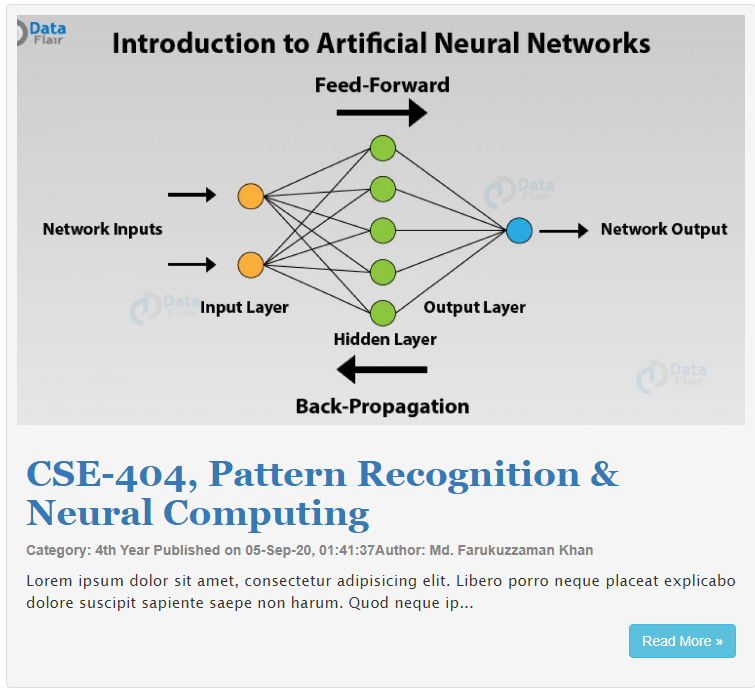 Data
Flair
Introduction to Artificial Neural Networks
Feed-Forward
Data
Flair
Network Inputs
Network Output
Data
Flair
Input Layer
Output Layer
Hidden Layer
Data
Flair
Back-Propagation
CSE-404, Pattern Recognition &
Neural Computing
Category: 4th Year Published on 05-Sep-20, 01:41:37Author: Md. Farukuzzaman Khan
Lorem ipsum dolor sit amet, consectetur adipisicing elit. Libero porro neque placeat explicabo
dolore suscipit sapiente saepe non harum. Quod neque ip...
Read More »